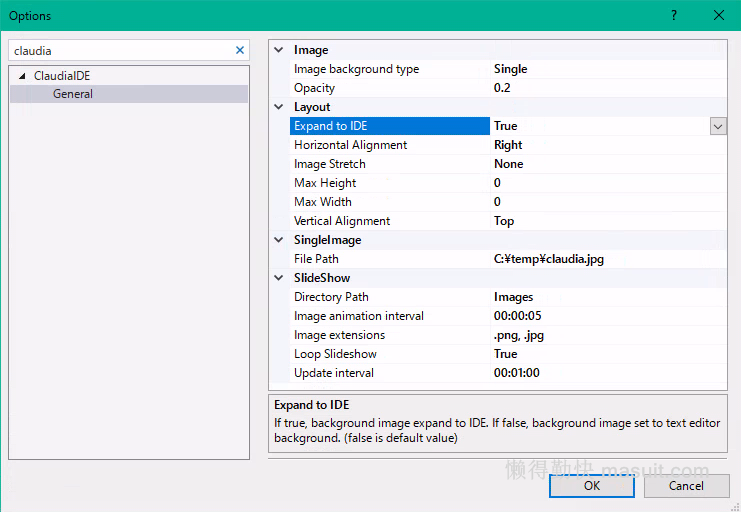 Options
?
claudia
ClaudiaIDE
General
Image
Image background type Single
Opacity 0.2
Layout
Expand to IDE True
Horizontal Alignment Right
Image Stretch None
Max Height 0
Max Width 0
Vertical Alignment Top
SingleImage
File Path C:¥temp¥claudia.jpg
SlideShow
Directory Path Images
Image animation interval 00:00:05
Image extensions .png, .jpg
Loop Slideshow True
Update interval 00:01:00
Expand to IDE
If true, background image expand to IDE. If false, background image set to text editor
background. (false is default value)
懒得勤快 masuit.com
OK Cancel